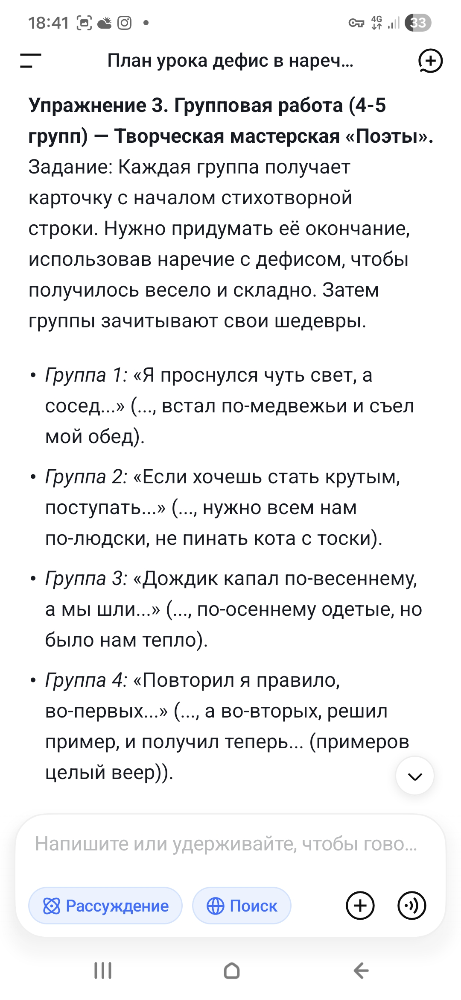 18:41
4G
33
План урока дефис в нареч...
Упражнение 3. Групповая работа (4-5
групп) — Творческая мастерская «Поэты».
Задание: Каждая группа получает
карточку с началом стихотворной
строки. Нужно придумать её окончание,
использовав наречие с дефисом, чтобы
получилось весело и складно. Затем
группы зачитывают свои шедевры.
• Группа 1: «Я проснулся чуть свет, а
сосед...» (..., встал по-медвежьи и съел
мой обед).
• Группа 2: «Если хочешь стать крутым,
поступать...» (..., нужно всем нам
по-людски, не пинать кота с тоски).
• Группа 3: «Дождик капал по-весеннему,
а мы шли...» (..., по-осеннему одетые, но
было нам тепло).
• Группа 4: «Повторил я правило,
во-первых...» (..., а во-вторых, решил
пример, и получил теперь... (примеров
целый веер)).
Напишите или удерживайте, чтобы гово...
Рассуждение
Поиск